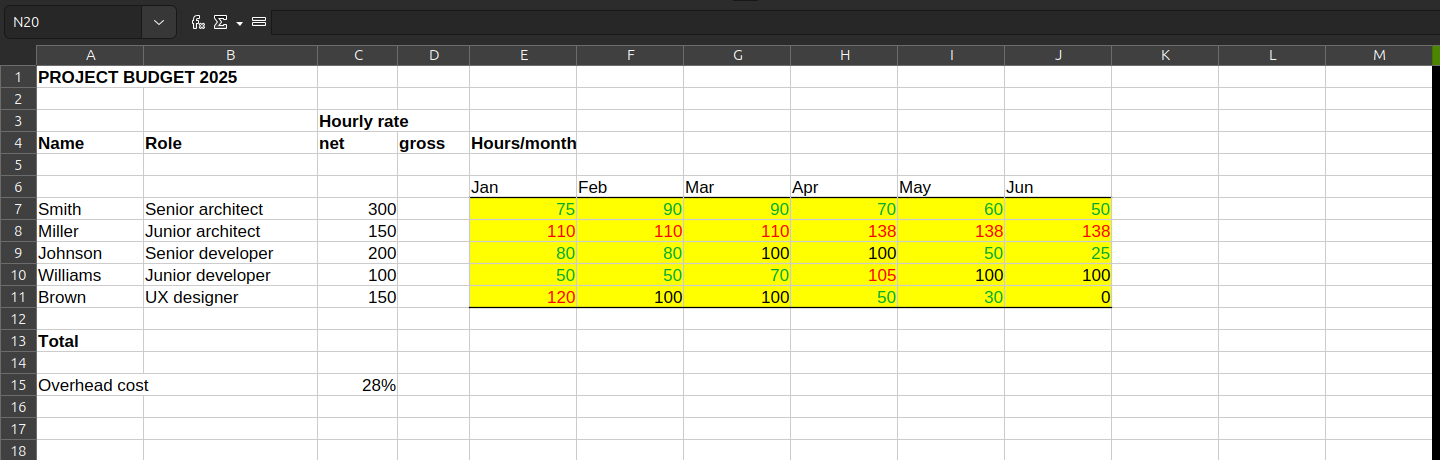 N20
A B C D E F G H I J K L M
1 PROJECT BUDGET 2025
2
3 Hourly rate
4 Name Role net gross Hours/month
5
6 Jan Feb Mar Apr May Jun
7 Smith Senior architect 300 75 90 90 70 60 50
8 Miller Junior architect 150 110 110 110 138 138 138
9 Johnson Senior developer 200 80 80 100 100 50 25
10 Williams Junior developer 100 50 50 70 105 100 100
11 Brown UX designer 150 120 100 100 50 30 0
12
13 Total
14
15 Overhead cost 28%
16
17
18